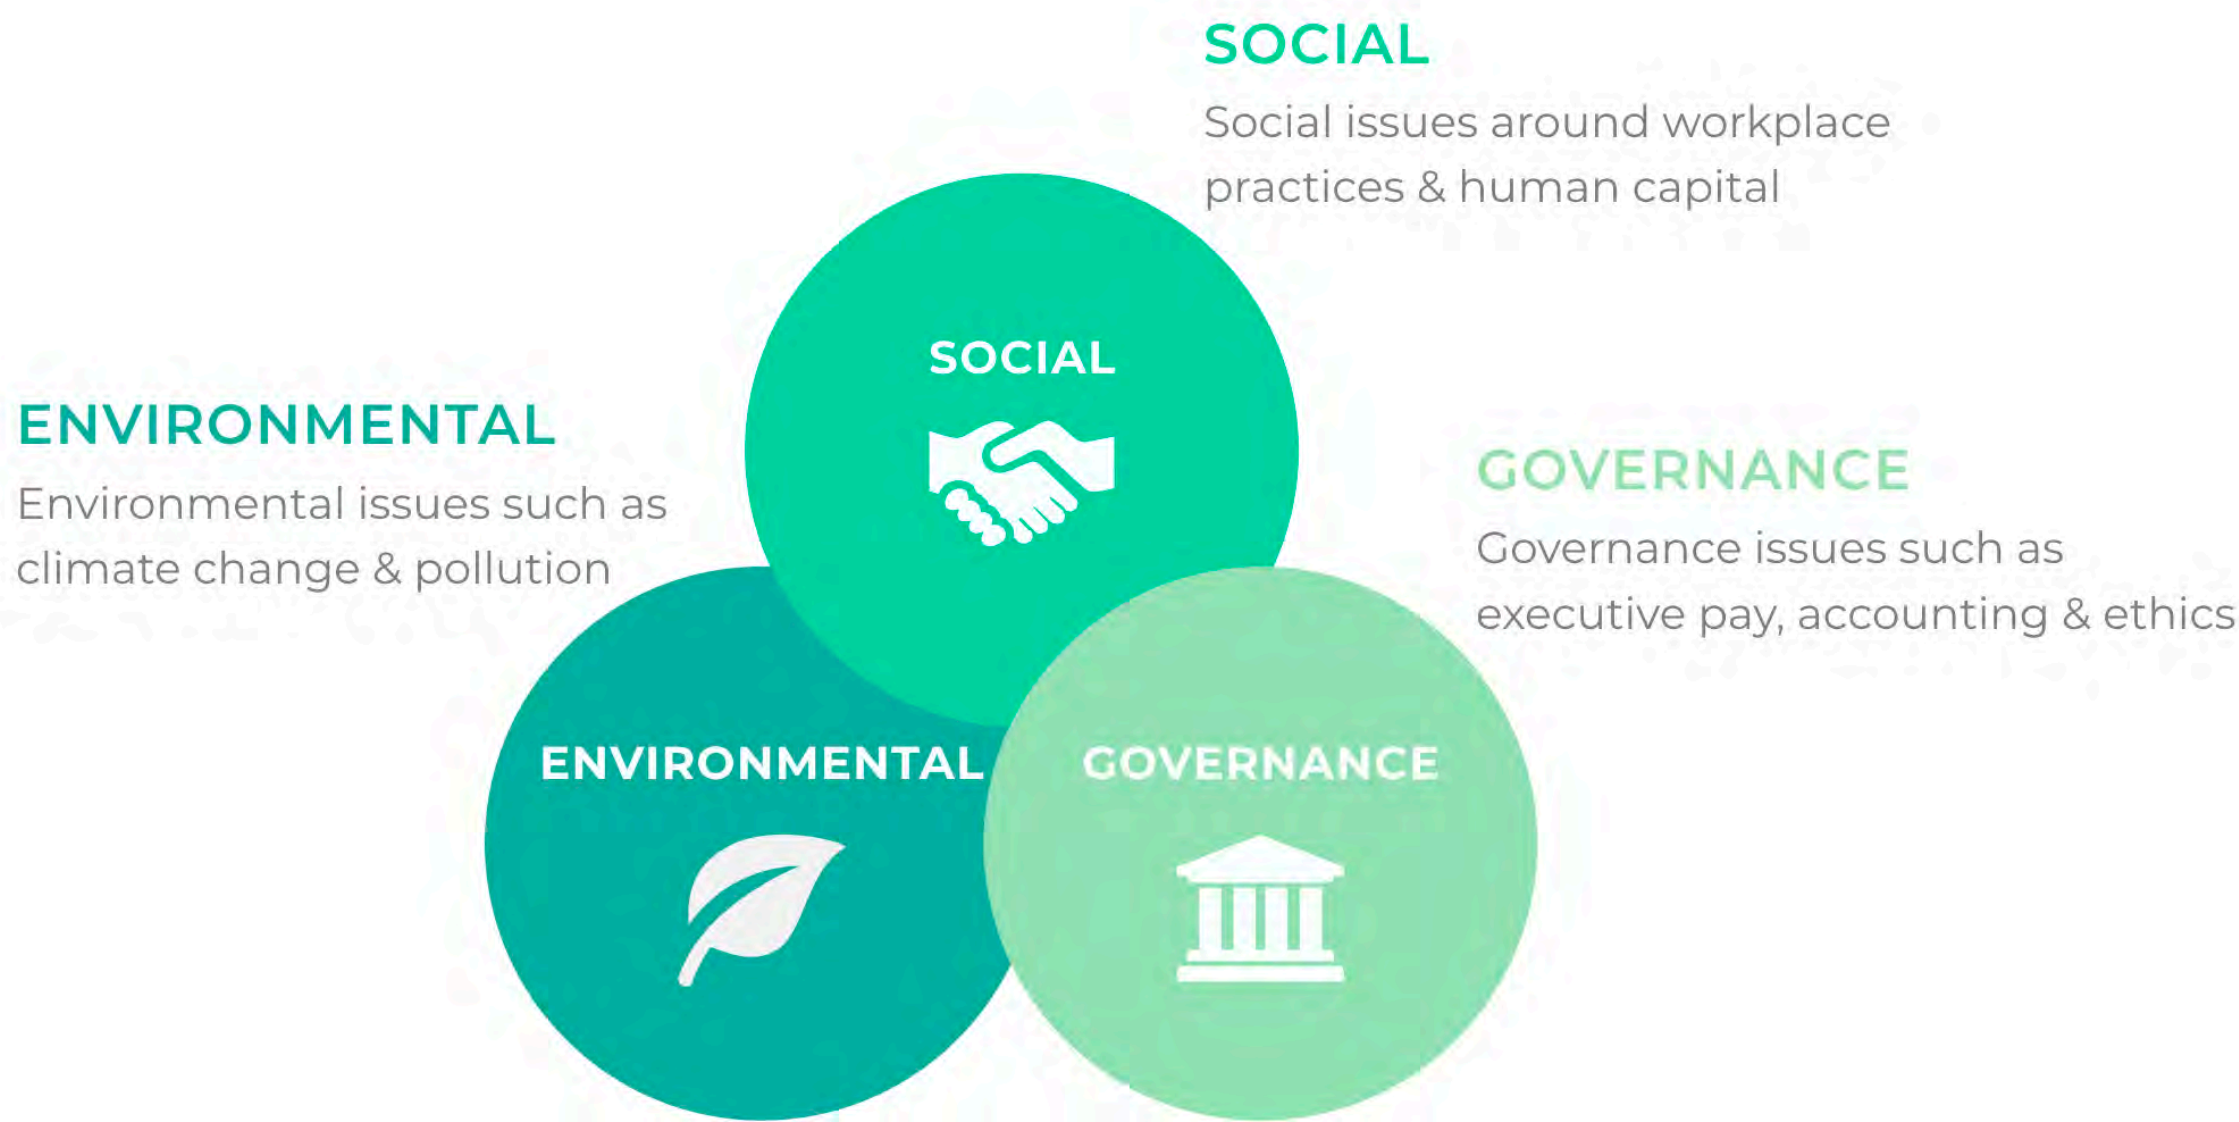 SOCIAL
Social issues around workplace
practices & human capital
SOCIAL
ENVIRONMENTAL
Environmental issues such as
climate change & pollution
GOVERNANCE
Governance issues such as
executive pay, accounting & ethics
ENVIRONMENTAL
GOVERNANCE